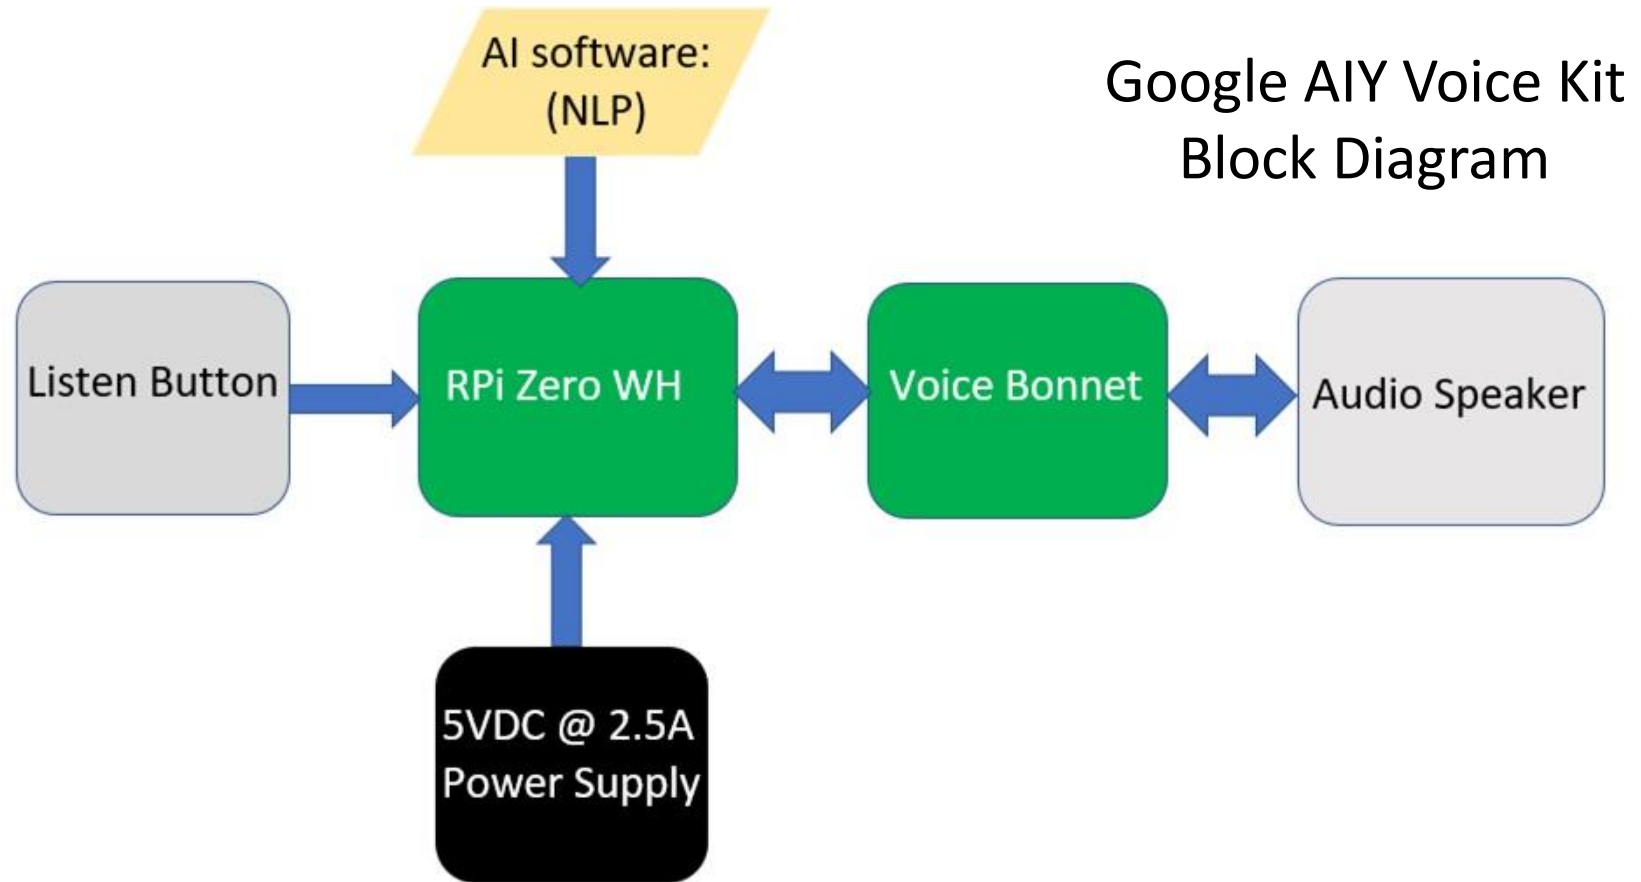 AI software:
(NLP)
Google AIY Voice Kit
Block Diagram
Listen Button
RPi Zero WH
Voice Bonnet
Audio Speaker
5VDC @ 2.5A
Power Supply